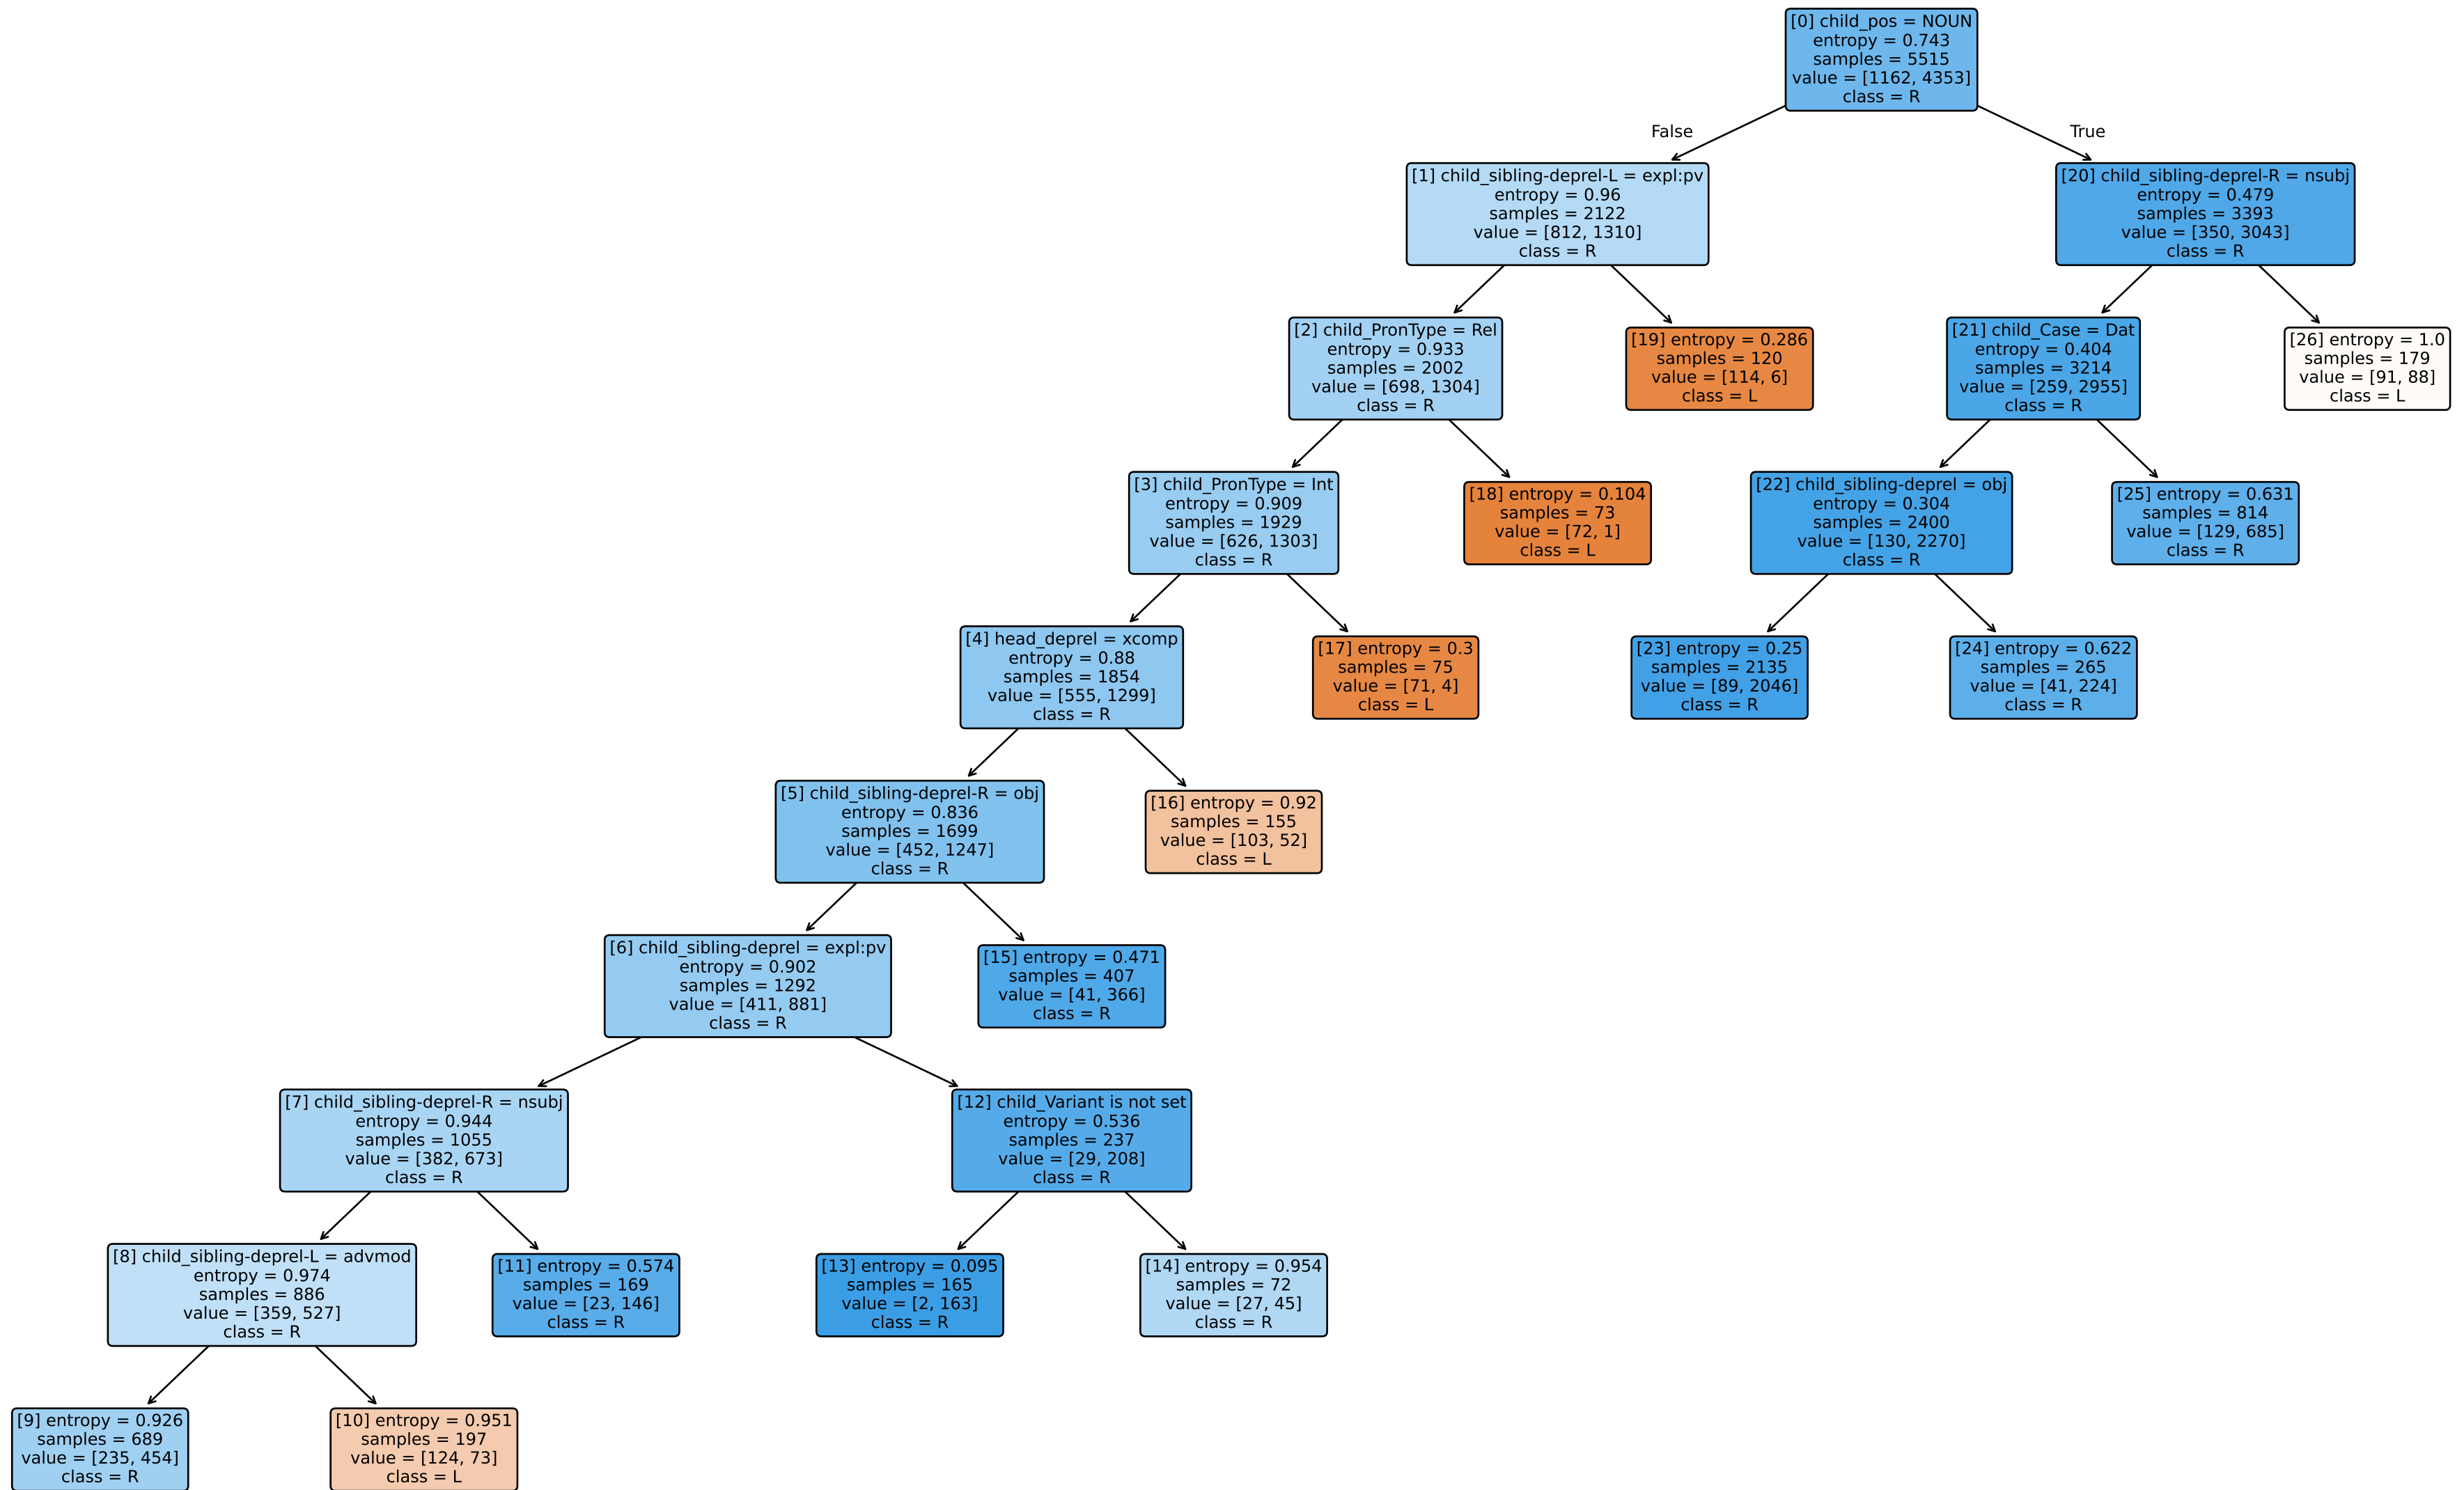 [0] child_pos = NOUN
entropy = 0.743
samples = 5515
value = [1162, 4353]
class = R
False
True
[1] child_sibling-deprel-L = expl:pv
entropy = 0.96
samples = 2122
value = [812, 1310]
class = R
[20] child_sibling-deprel-R = nsubj
entropy = 0.479
samples = 3393
value = [350, 3043]
class = R
[2] child_PronType = Rel
entropy = 0.933
samples = 2002
value = [698, 1304]
class = R
[19] entropy = 0.286
samples = 120
value = [114, 6]
class = L
[21] child_Case = Dat
entropy = 0.404
samples = 3214
value = [259, 2955]
class = R
[26] entropy = 1.0
samples = 179
value = [91, 88]
class = L
[3] child_PronType = Int
entropy = 0.909
samples = 1929
value = [626, 1303]
class = R
[18] entropy = 0.104
samples = 73
value = [72, 1]
class = L
[22] child_sibling-deprel = obj
entropy = 0.304
samples = 2400
value = [130, 2270]
class = R
[25] entropy = 0.631
samples = 814
value = [129, 685]
class = R
[4] head_deprel = xcomp
entropy = 0.88
samples = 1854
value = [555, 1299]
class = R
[17] entropy = 0.3
samples = 75
value = [71, 4]
class = L
[23] entropy = 0.25
samples = 2135
value = [89, 2046]
class = R
[24] entropy = 0.622
samples = 265
value = [41, 224]
class = R
[5] child_sibling-deprel-R = obj
entropy = 0.836
samples = 1699
value = [452, 1247]
class = R
[16] entropy = 0.92
samples = 155
value = [103, 52]
class = L
[6] child_sibling-deprel = expl:pv
entropy = 0.902
samples = 1292
value = [411, 881]
class = R
[15] entropy = 0.471
samples = 407
value = [41, 366]
class = R
[7] child_sibling-deprel-R = nsubj
entropy = 0.944
samples = 1055
value = [382, 673]
class = R
[12] child_Variant is not set
entropy = 0.536
samples = 237
value = [29, 208]
class = R
[8] child_sibling-deprel-L = advmod
entropy = 0.974
samples = 886
value = [359, 527]
class = R
[11] entropy = 0.574
samples = 169
value = [23, 146]
class = R
[13] entropy = 0.095
samples = 165
value = [2, 163]
class = R
[14] entropy = 0.954
samples = 72
value = [27, 45]
class = R
[9] entropy = 0.926
samples = 689
value = [235, 454]
class = R
[10] entropy = 0.951
samples = 197
value = [124, 73]
class = L